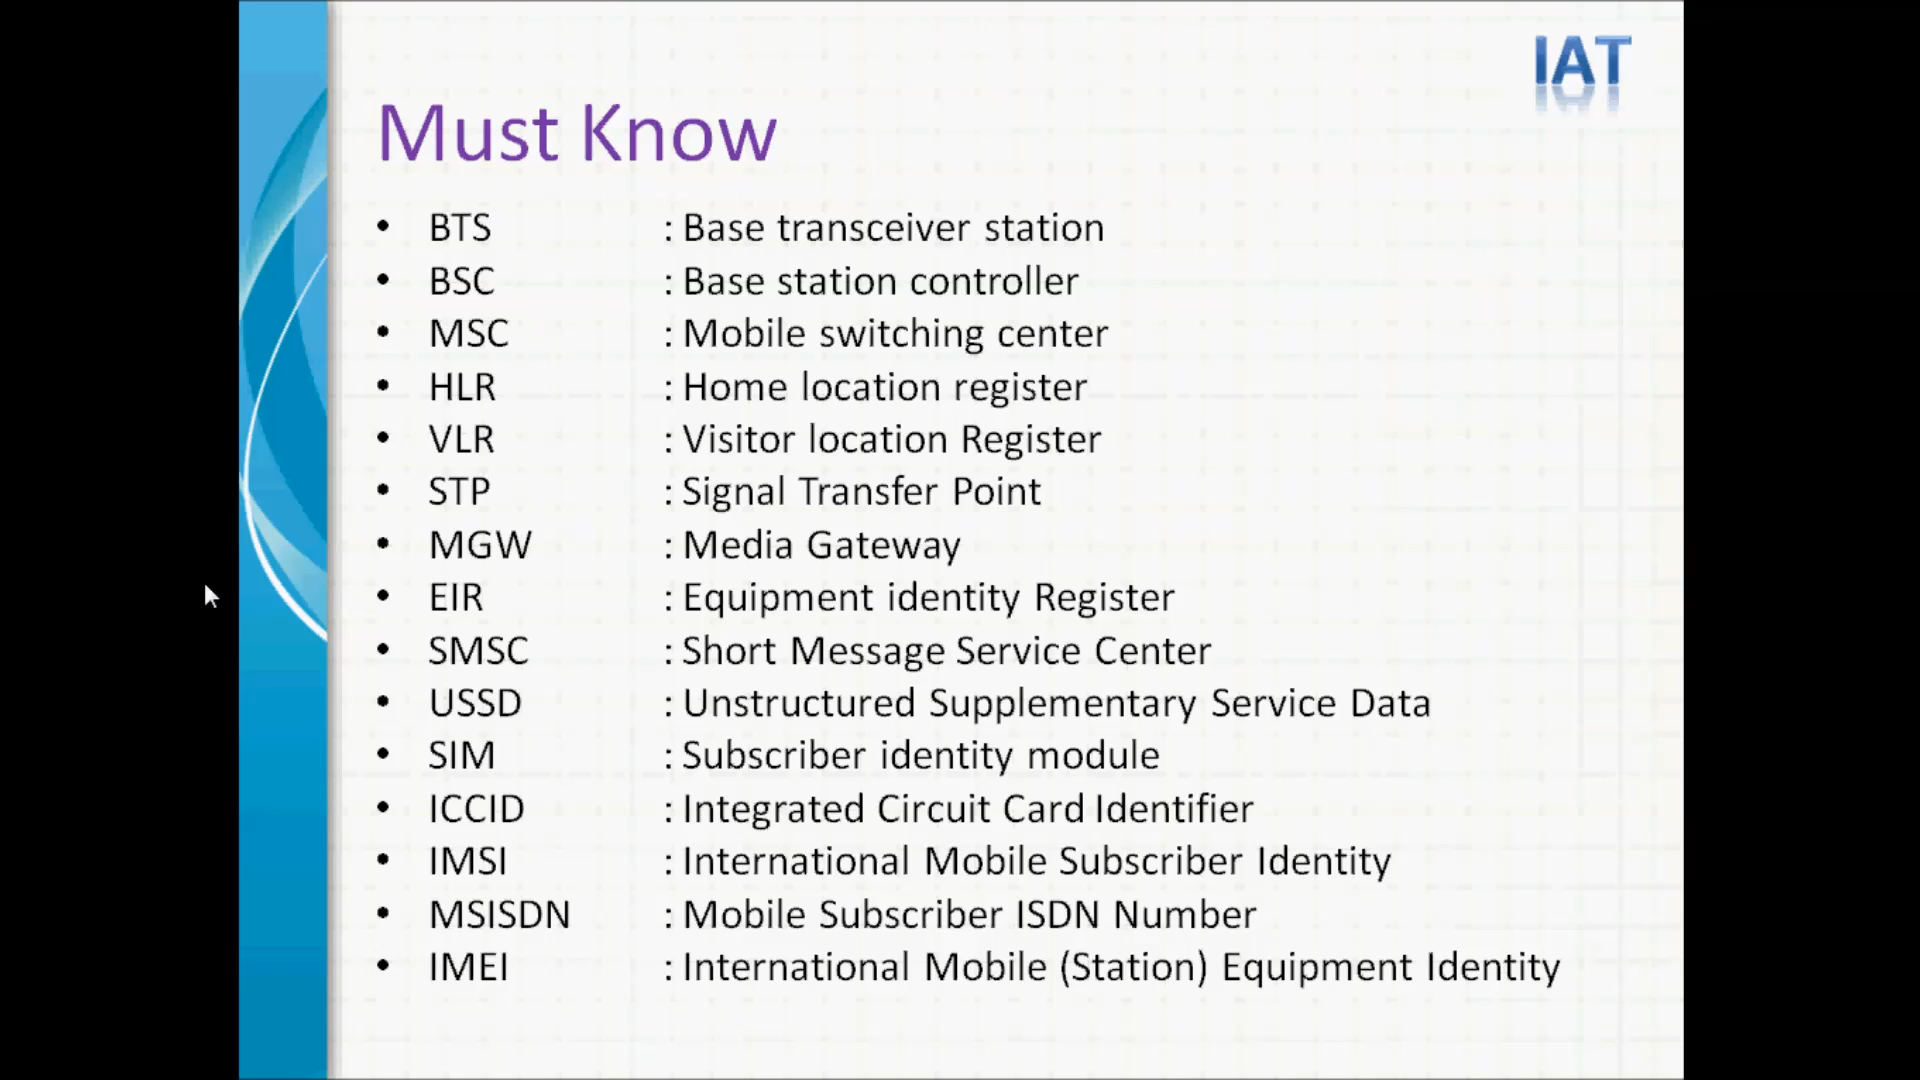 IAT
Must Know
• BTS : Base transceiver station
• BSC : Base station controller
• MSC : Mobile switching center
• HLR : Home location register
• VLR : Visitor location Register
• STP : Signal Transfer Point
• MGW : Media Gateway
• EIR : Equipment identity Register
• SMSC : Short Message Service Center
• USSD : Unstructured Supplementary Service Data
• SIM : Subscriber identity module
• ICCID : Integrated Circuit Card Identifier
• IMSI : International Mobile Subscriber Identity
• MSISDN : Mobile Subscriber ISDN Number
• IMEI : International Mobile (Station) Equipment Identity